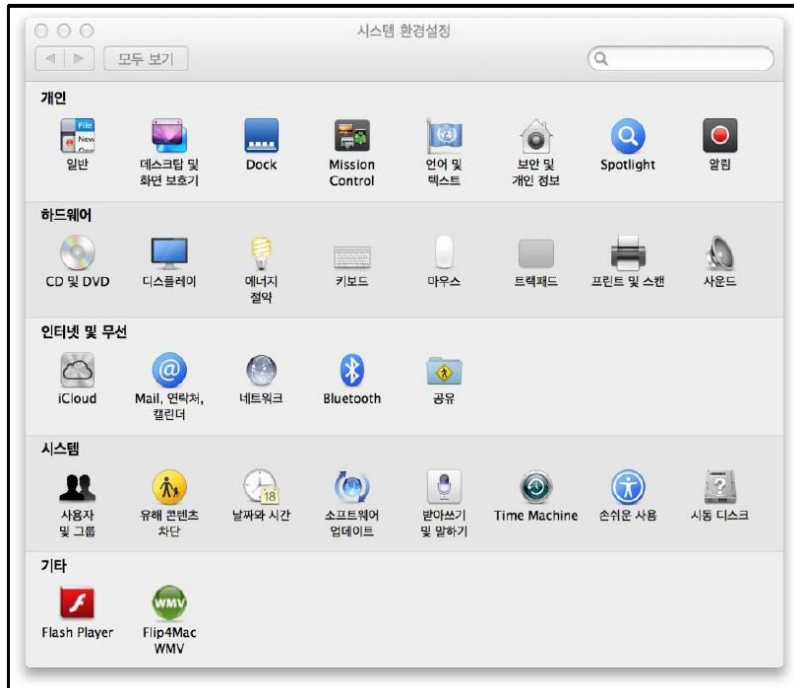 시스템 환경설정
모두 보기
개인
File
New
일반
데스크탑 및
화면 보호기
Dock
Mission
Control
언어 및
텍스트
보안 및
개인 정보
Spotlight
알림
하드웨어
CD 및 DVD
디스플레이
에너지
절약
키보드
마우스
트랙패드
프린트 및 스캔
사운드
인터넷 및 무선
iCloud
Mail, 연락처,
캘린더
네트워크
Bluetooth
공유
시스템
사용자
및 그룹
유해 콘텐츠
차단
18
날짜와 시간
소프트웨어
업데이트
받아쓰기
및 말하기
Time Machine
손쉬운 사용
?
시동 디스크
기타
Flash Player
WMV
Flip4Mac
WMV